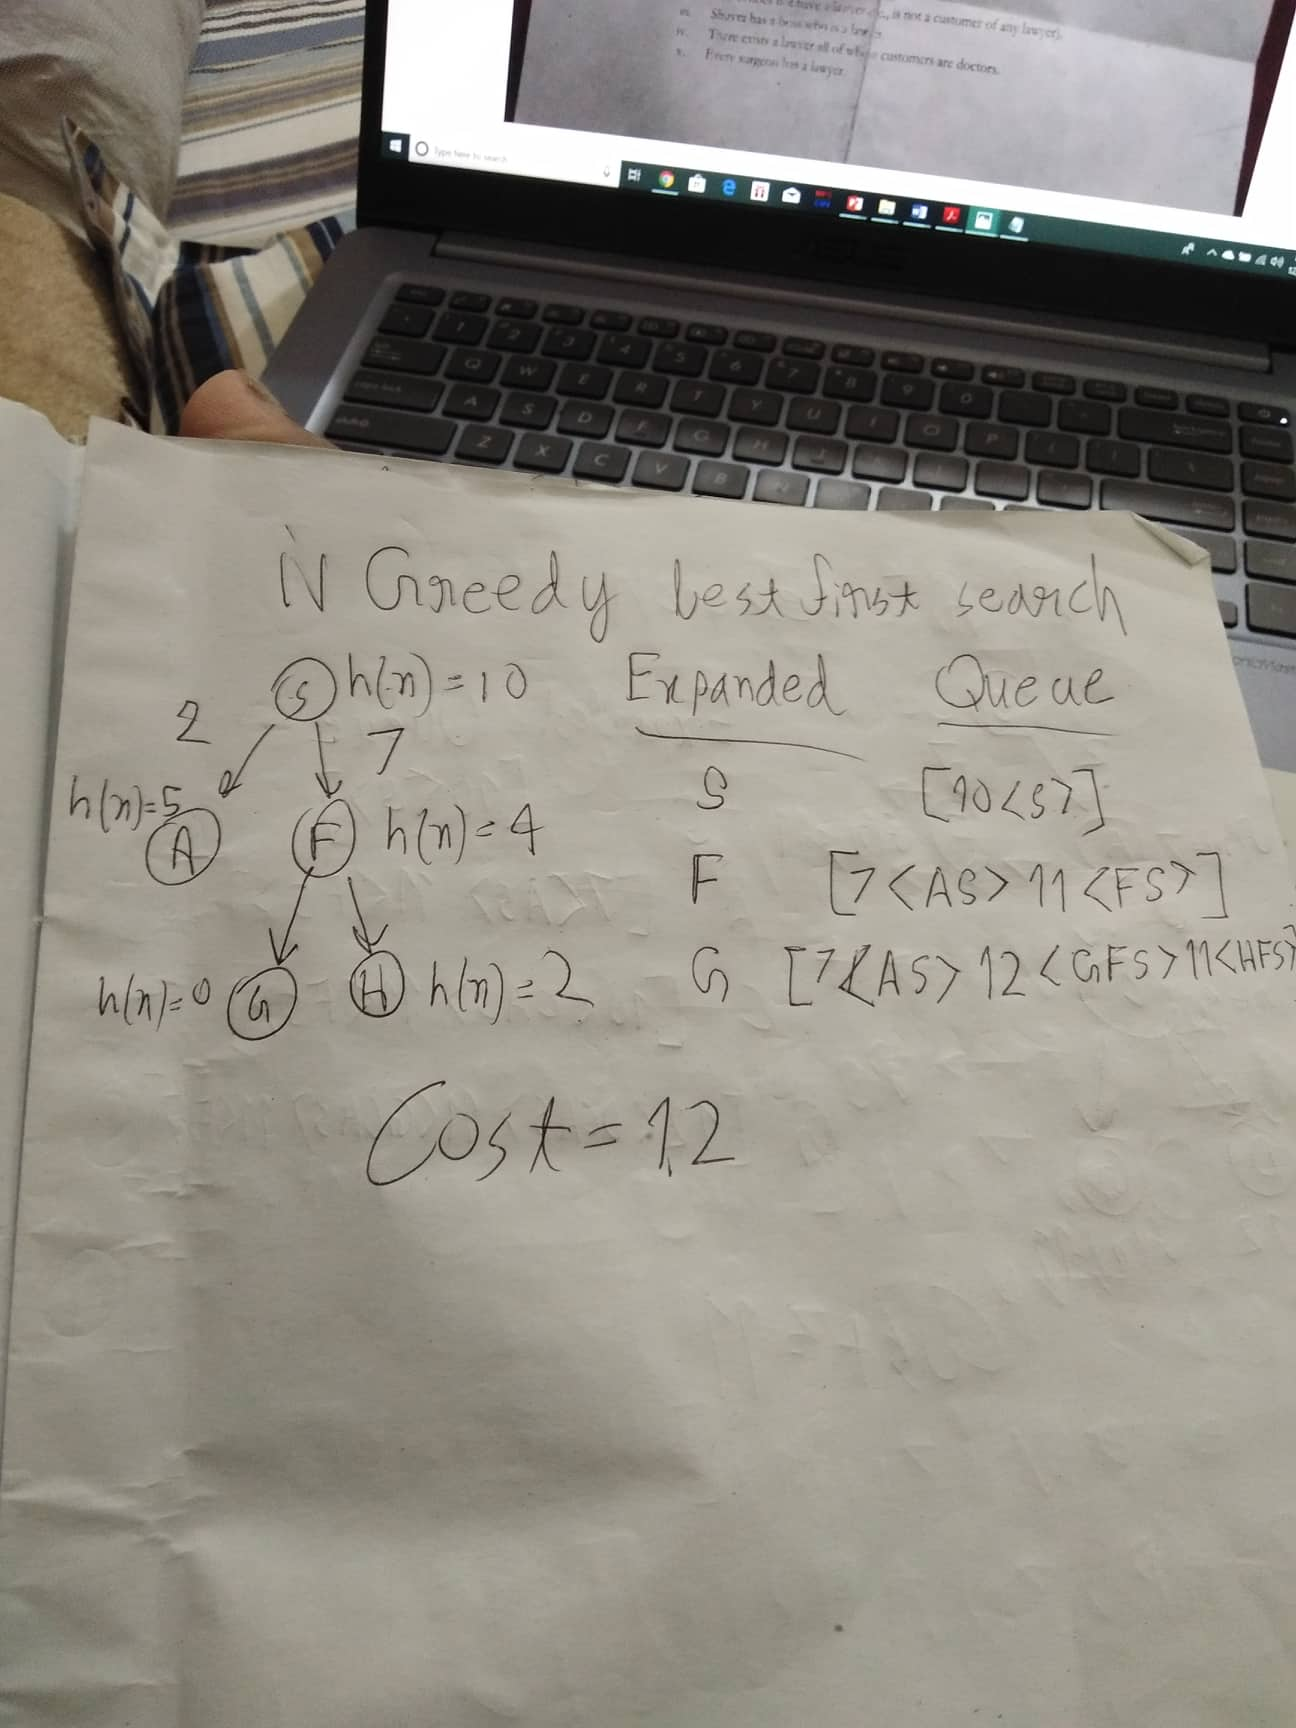 is not a customer of any lawyer).
iii. Shover has a boss who is a lawyer.
iv. There exists a lawyer all of whose customers are doctors.
v. Every surgeon has a lawyer.
Type here to search
iv Greedy best first search
S h(n)=10 Expanded Queue
2 7
S [10<S>]
h(n)=5
A F h(n)=4 F [7<AS> 11<FS>]
h(n)=0 G H h(n)=2 G [7<AS> 12<GFS> 11<HFS>
Cost=12